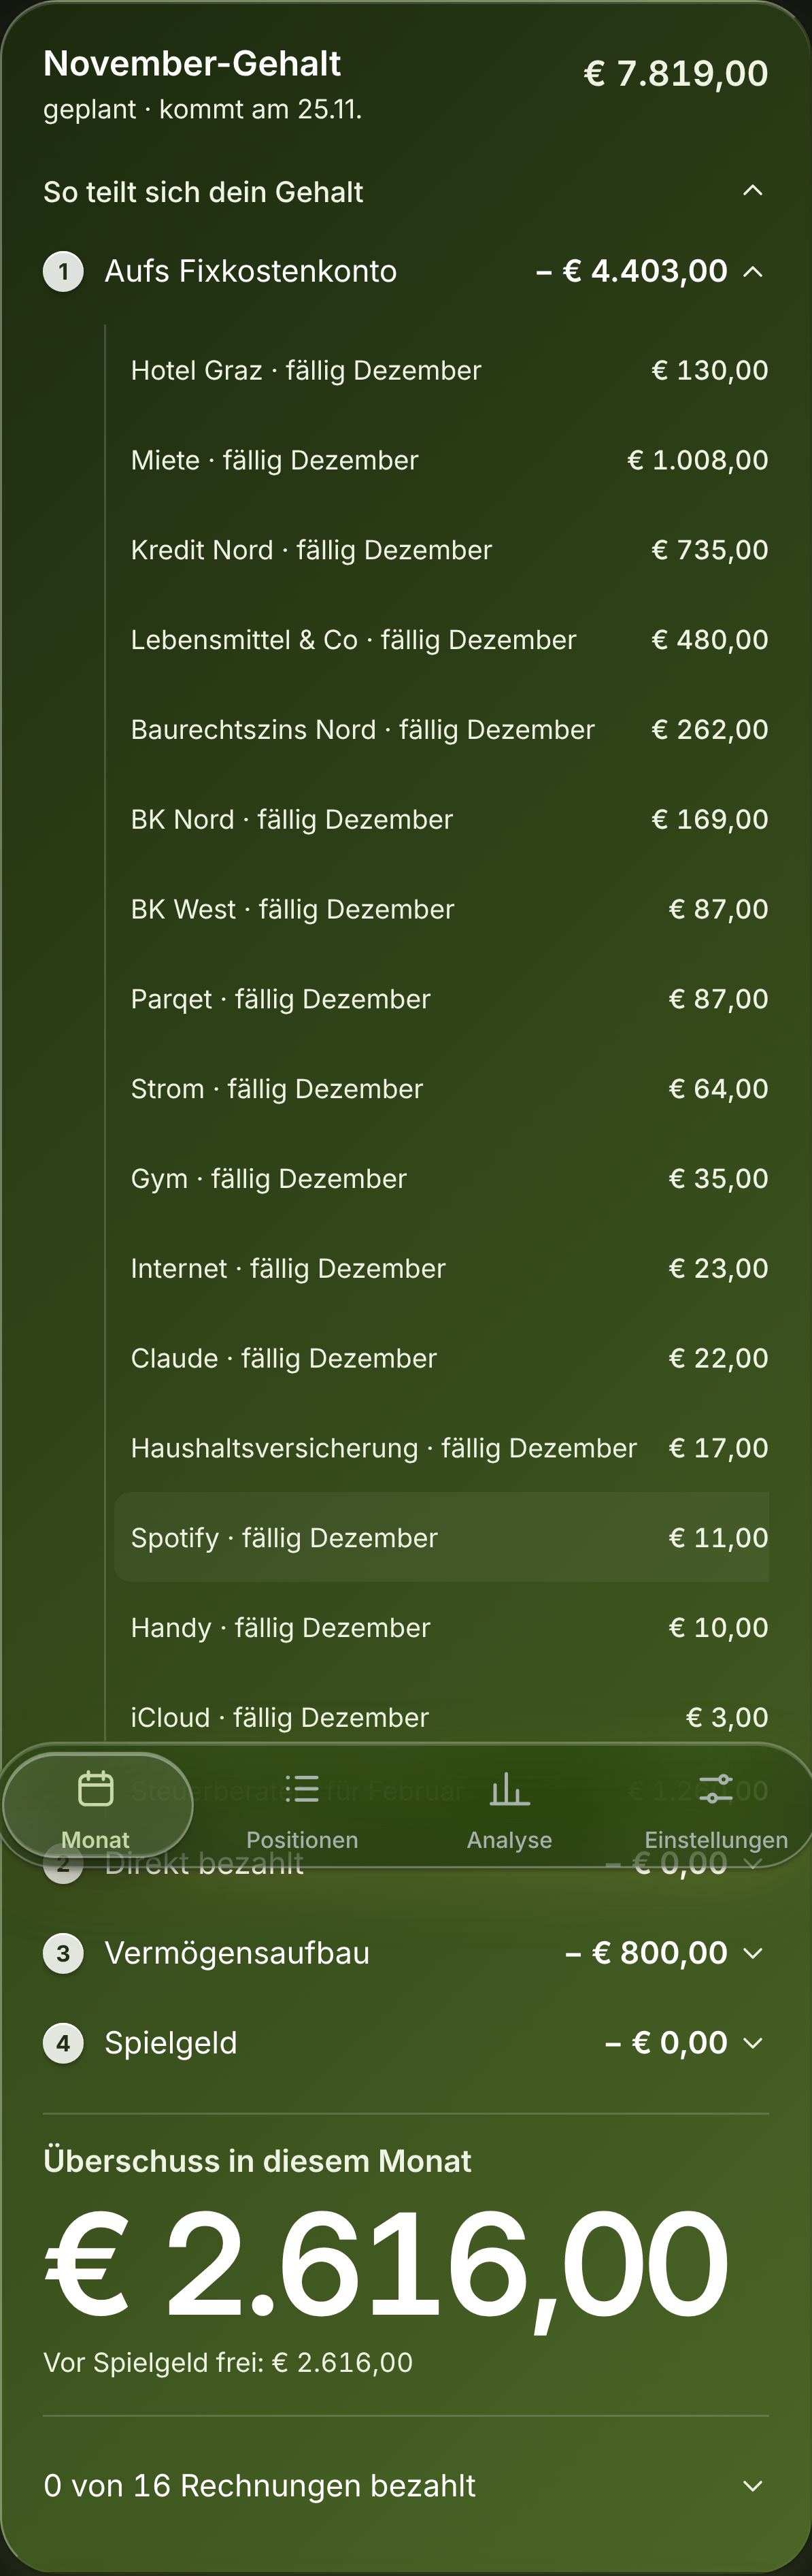 November-Gehalt
€ 7.819,00
geplant · kommt am 25.11.
So teilt sich dein Gehalt
1 Aufs Fixkostenkonto – € 4.403,00
Hotel Graz · fällig Dezember € 130,00
Miete · fällig Dezember € 1.008,00
Kredit Nord · fällig Dezember € 735,00
Lebensmittel & Co · fällig Dezember € 480,00
Baurechtszins Nord · fällig Dezember € 262,00
BK Nord · fällig Dezember € 169,00
BK West · fällig Dezember € 87,00
Parqet · fällig Dezember € 87,00
Strom · fällig Dezember € 64,00
Gym · fällig Dezember € 35,00
Internet · fällig Dezember € 23,00
Claude · fällig Dezember € 22,00
Haushaltsversicherung · fällig Dezember € 17,00
Spotify · fällig Dezember € 11,00
Handy · fällig Dezember € 10,00
iCloud · fällig Dezember € 3,00
für Februar
Monat Positionen Analyse Einstellungen
2 Direkt bezahlt – € 0,00
3 Vermögensaufbau – € 800,00
4 Spielgeld – € 0,00
Überschuss in diesem Monat
€ 2.616,00
Vor Spielgeld frei: € 2.616,00
0 von 16 Rechnungen bezahlt